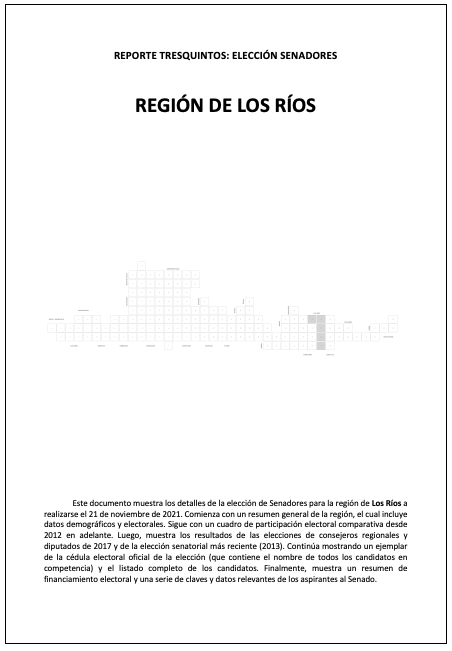 REPORTE TRESQUINTOS: ELECCIÓN SENADORES
REGIÓN DE LOS RÍOS
Este documento muestra los detalles de la elección de Senadores para la región de Los Ríos a
realizarse el 21 de noviembre de 2021. Comienza con un resumen general de la región, el cual incluye
datos demográficos y electorales. Sigue con un cuadro de participación electoral comparativa desde
2012 en adelante. Luego, muestra los resultados de las elecciones de consejeros regionales y
diputados de 2017 y de la elección senatorial más reciente (2013). Continúa mostrando un ejemplar
de la cédula electoral oficial de la elección (que contiene el nombre de todos los candidatos en
competencia) y el listado completo de los candidatos. Finalmente, muestra un resumen de
financiamiento electoral y una serie de claves y datos relevantes de los aspirantes al Senado.